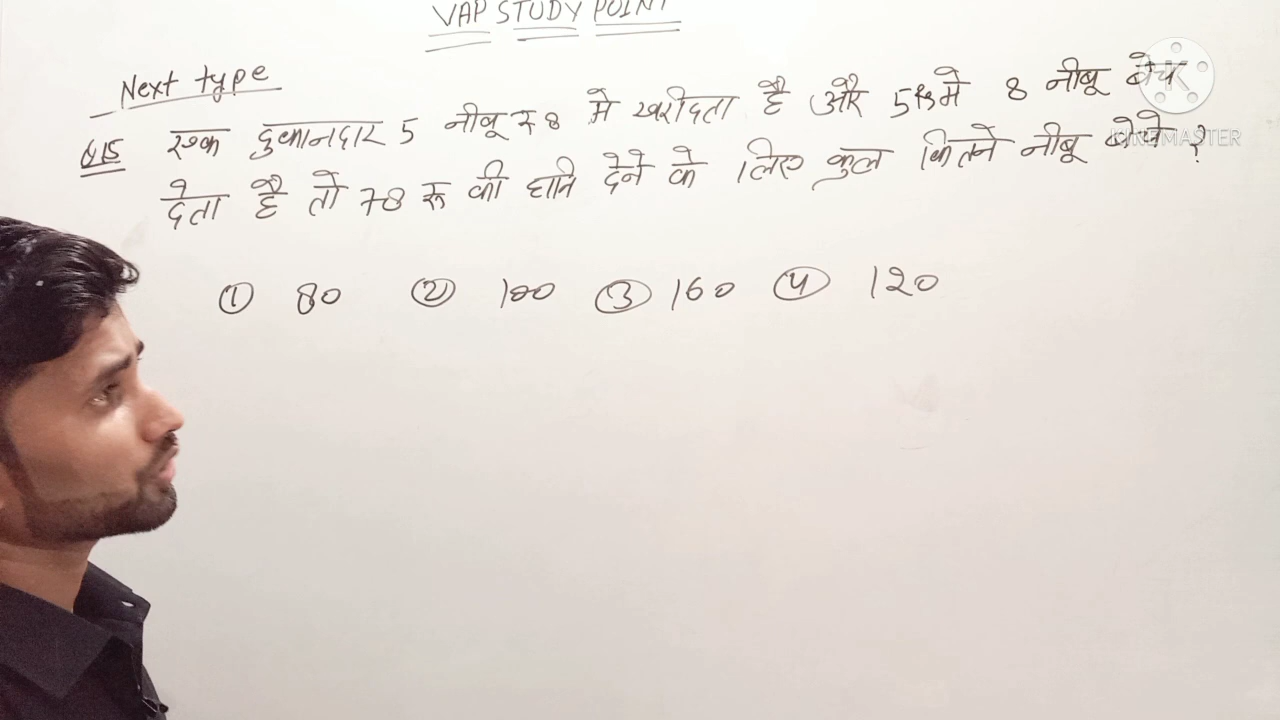 VAP STUDY POINT
Next type
Q15 एक दुकानदार 5 नीबू रु 8 मे खरीदता है और 5 रु मे 8 नीबू बेच
देता है तो 78 रू की हानि देने के लिए कुल कितने नीबू बेचे ?
① 80 ② 100 ③ 160 ④ 120
KINEMASTER